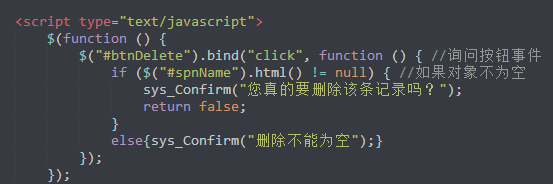 <script type="text/javascript">
$(function () {
$("#btnDelete").bind("click", function () { //询问按钮事件
if ($("#spnName").html() != null) { //如果对象不为空
sys_Confirm("您真的要删除该条记录吗？");
return false;
}
else{sys_Confirm("删除不能为空");}
});
});